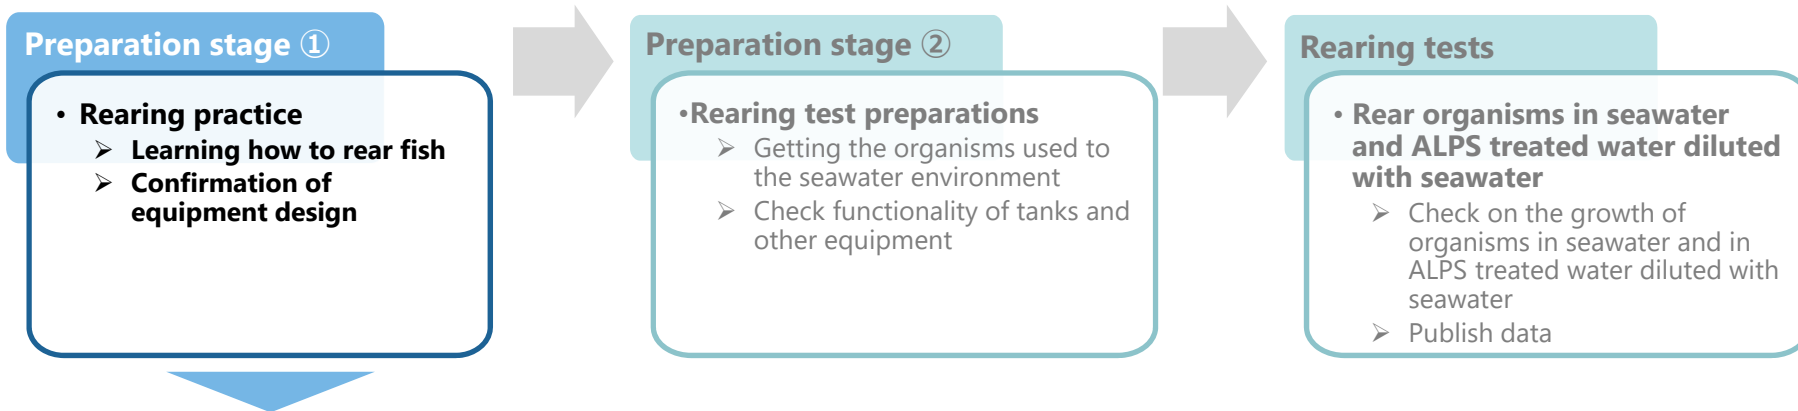 Preparation stage ①
• Rearing practice
➢ Learning how to rear fish
➢ Confirmation of
equipment design
Preparation stage ②
•Rearing test preparations
➢ Getting the organisms used to
the seawater environment
➢ Check functionality of tanks and
other equipment
Rearing tests
• Rear organisms in seawater
and ALPS treated water diluted
with seawater
➢ Check on the growth of
organisms in seawater and in
ALPS treated water diluted with
seawater
➢ Publish data